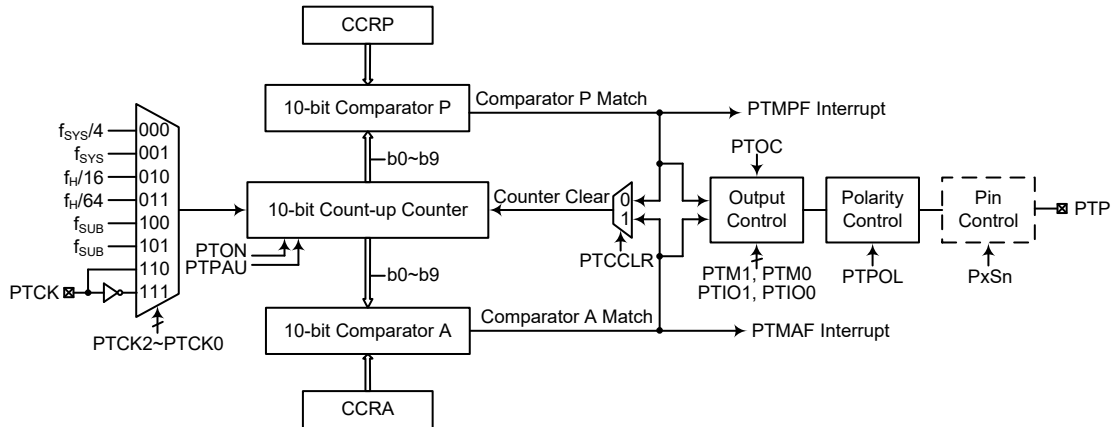 CCRP
10-bit Comparator P
Comparator P Match
PTMPF Interrupt
fSYS/4
000
fSYS
001
fH/16
010
fH/64
011
fSUB
100
fSUB
101
110
PTCK
111
PTCK2~PTCK0
b0~b9
10-bit Count-up Counter
PTON
PTPAU
b0~b9
Counter Clear
0
1
PTCCLR
PTOC
Output
Control
PTM1, PTM0
PTIO1, PTIO0
Polarity
Control
PTPOL
Pin
Control
PxSn
PTP
10-bit Comparator A
Comparator A Match
PTMAF Interrupt
CCRA